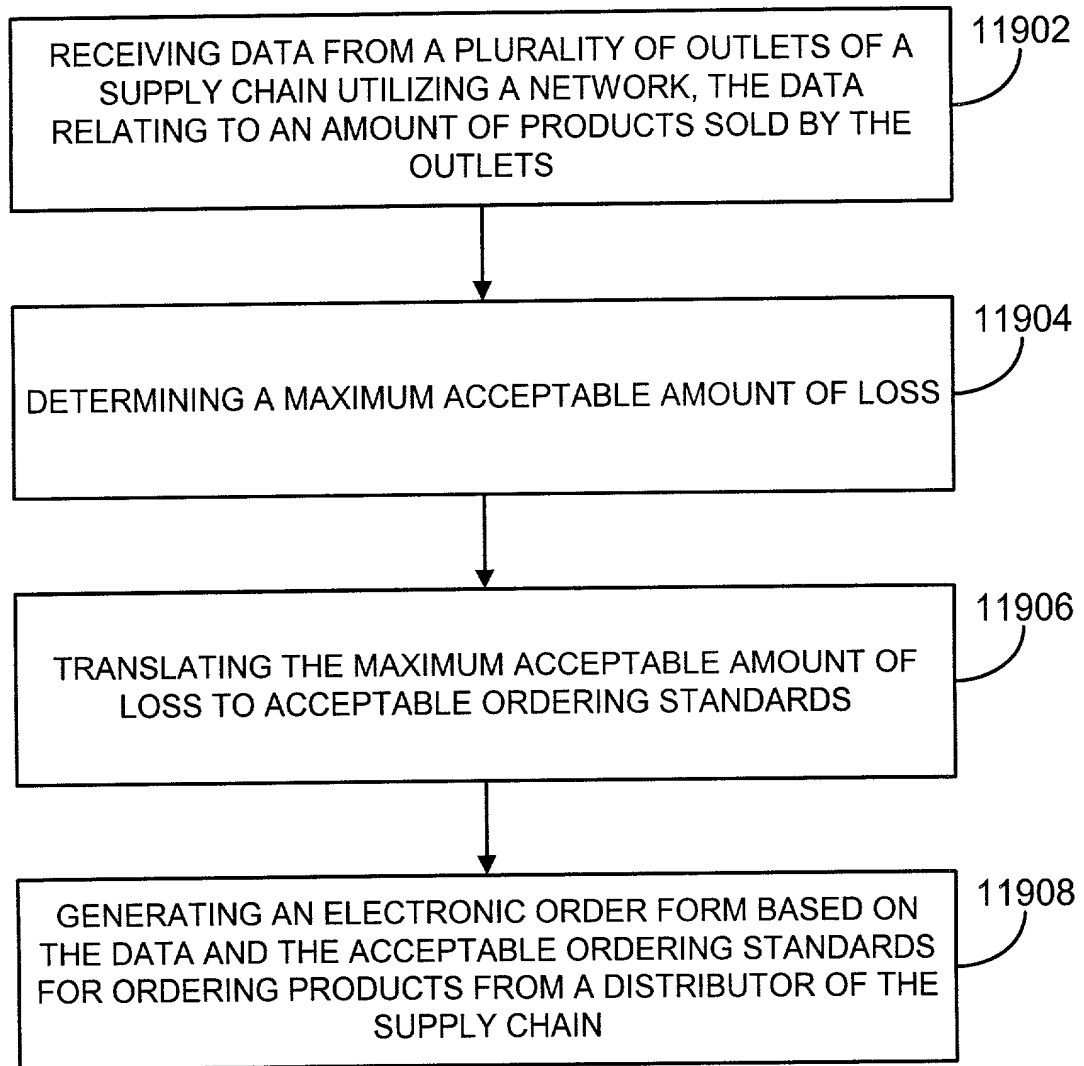 11902
RECEIVING DATA FROM A PLURALITY OF OUTLETS OF A
SUPPLY CHAIN UTILIZING A NETWORK, THE DATA
RELATING TO AN AMOUNT OF PRODUCTS SOLD BY THE
OUTLETS
11904
DETERMINING A MAXIMUM ACCEPTABLE AMOUNT OF LOSS
11906
TRANSLATING THE MAXIMUM ACCEPTABLE AMOUNT OF
LOSS TO ACCEPTABLE ORDERING STANDARDS
11908
GENERATING AN ELECTRONIC ORDER FORM BASED ON
THE DATA AND THE ACCEPTABLE ORDERING STANDARDS
FOR ORDERING PRODUCTS FROM A DISTRIBUTOR OF THE
SUPPLY CHAIN